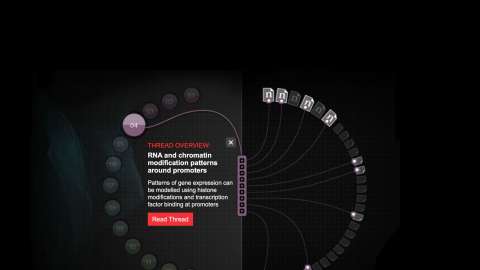 04
THREAD OVERVIEW:
RNA and chromatin
modification patterns
around promoters
Patterns of gene expression can
be modelled using histone
modifications and transcription
factor binding at promoters
Read Thread